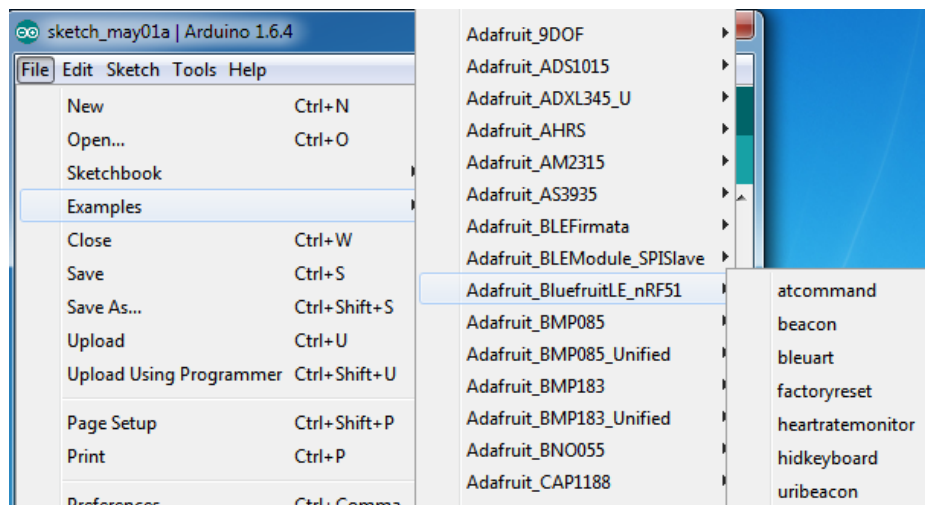 sketch_may01a | Arduino 1.6.4
File Edit Sketch Tools Help
New Ctrl+N
Open... Ctrl+O
Sketchbook
Examples
Close Ctrl+W
Save Ctrl+S
Save As... Ctrl+Shift+S
Upload Ctrl+U
Upload Using Programmer Ctrl+Shift+U
Page Setup Ctrl+Shift+P
Print Ctrl+P
Preferences Ctrl+Comma
Adafruit_9DOF
Adafruit_ADS1015
Adafruit_ADXL345_U
Adafruit_AHRS
Adafruit_AM2315
Adafruit_AS3935
Adafruit_BLEFirmata
Adafruit_BLEModule_SPISlave
Adafruit_BluefruitLE_nRF51
Adafruit_BMP085
Adafruit_BMP085_Unified
Adafruit_BMP183
Adafruit_BMP183_Unified
Adafruit_BNO055
Adafruit_CAP1188
atcommand
beacon
bleuart
factoryreset
heartratemonitor
hidkeyboard
uribeacon